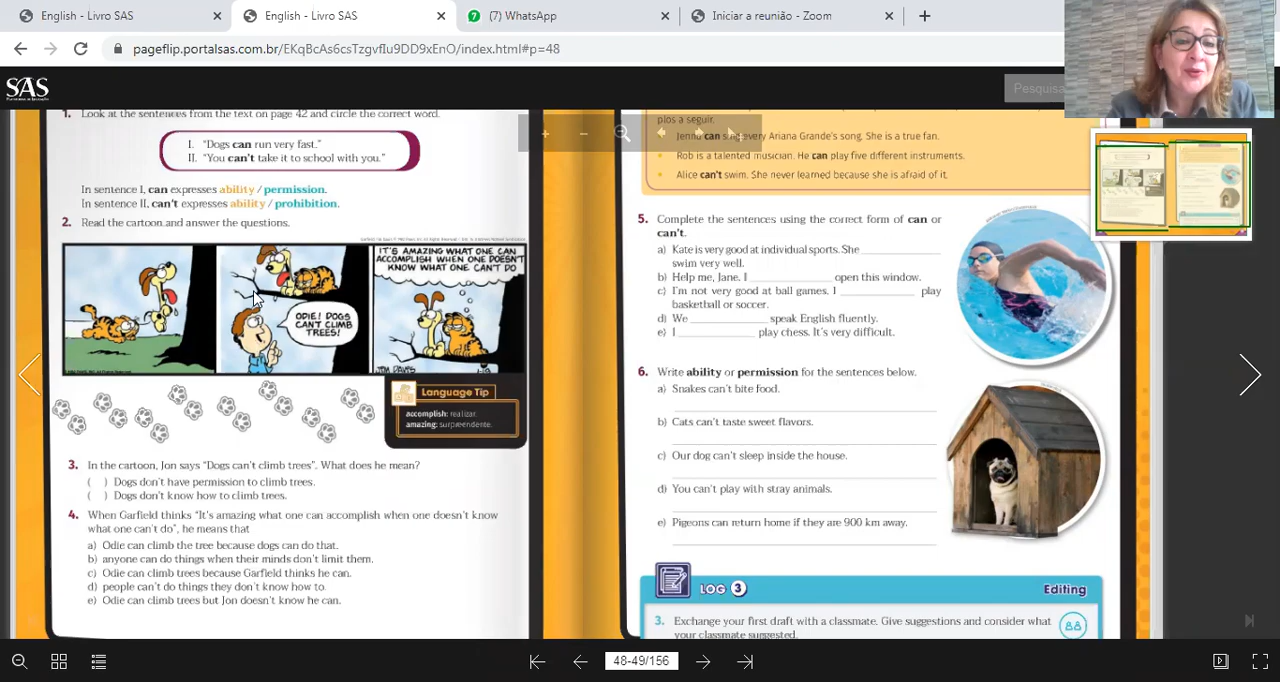 English - Livro SAS
English - Livro SAS
(7) WhatsApp
Iniciar a reunião - Zoom
pageflip.portalsas.com.br/EKqBcAs6csTzgvfIu9DD9xEnO/index.html#p=48
SAS
Pesquisa
1. Look at the sentences from the text on page 42 and circle the correct word.
I. "Dogs can run very fast."
II. "You can't take it to school with you."
In sentence I, can expresses ability / permission.
In sentence II, can't expresses ability / prohibition.
2. Read the cartoon and answer the questions.
ODIE! DOGS
CAN'T CLIMB
TREES!
IT'S AMAZING WHAT ONE CAN
ACCOMPLISH WHEN ONE DOESN'T
KNOW WHAT ONE CAN'T DO
JIM DAVIS
Language Tip
accomplish: realizar.
amazing: surpreendente.
3. In the cartoon, Jon says "Dogs can't climb trees". What does he mean?
( ) Dogs don't have permission to climb trees.
( ) Dogs don't know how to climb trees.
4. When Garfield thinks "It's amazing what one can accomplish when one doesn't know
what one can't do", he means that
a) Odie can climb the tree because dogs can do that.
b) anyone can do things when their minds don't limit them.
c) Odie can climb trees because Garfield thinks he can.
d) people can't do things they don't know how to.
e) Odie can climb trees but Jon doesn't know he can.
plos a seguir.
Jenna can every Ariana Grande's song. She is a true fan.
Rob is a talented musician. He can play five different instruments.
Alice can't swim. She never learned because she is afraid of it.
5. Complete the sentences using the correct form of can or
can't.
a) Kate is very good at individual sports. She ____________
swim very well.
b) Help me, Jane. I ____________ open this window.
c) I'm not very good at ball games. I ____________ play
basketball or soccer.
d) We ____________ speak English fluently.
e) I ____________ play chess. It's very difficult.
6. Write ability or permission for the sentences below.
a) Snakes can't bite food.
b) Cats can't taste sweet flavors.
c) Our dog can't sleep inside the house.
d) You can't play with stray animals.
e) Pigeons can return home if they are 900 km away.
LOG 3 Editing
3. Exchange your first draft with a classmate. Give suggestions and consider what
your classmate suggested.
48-49/156